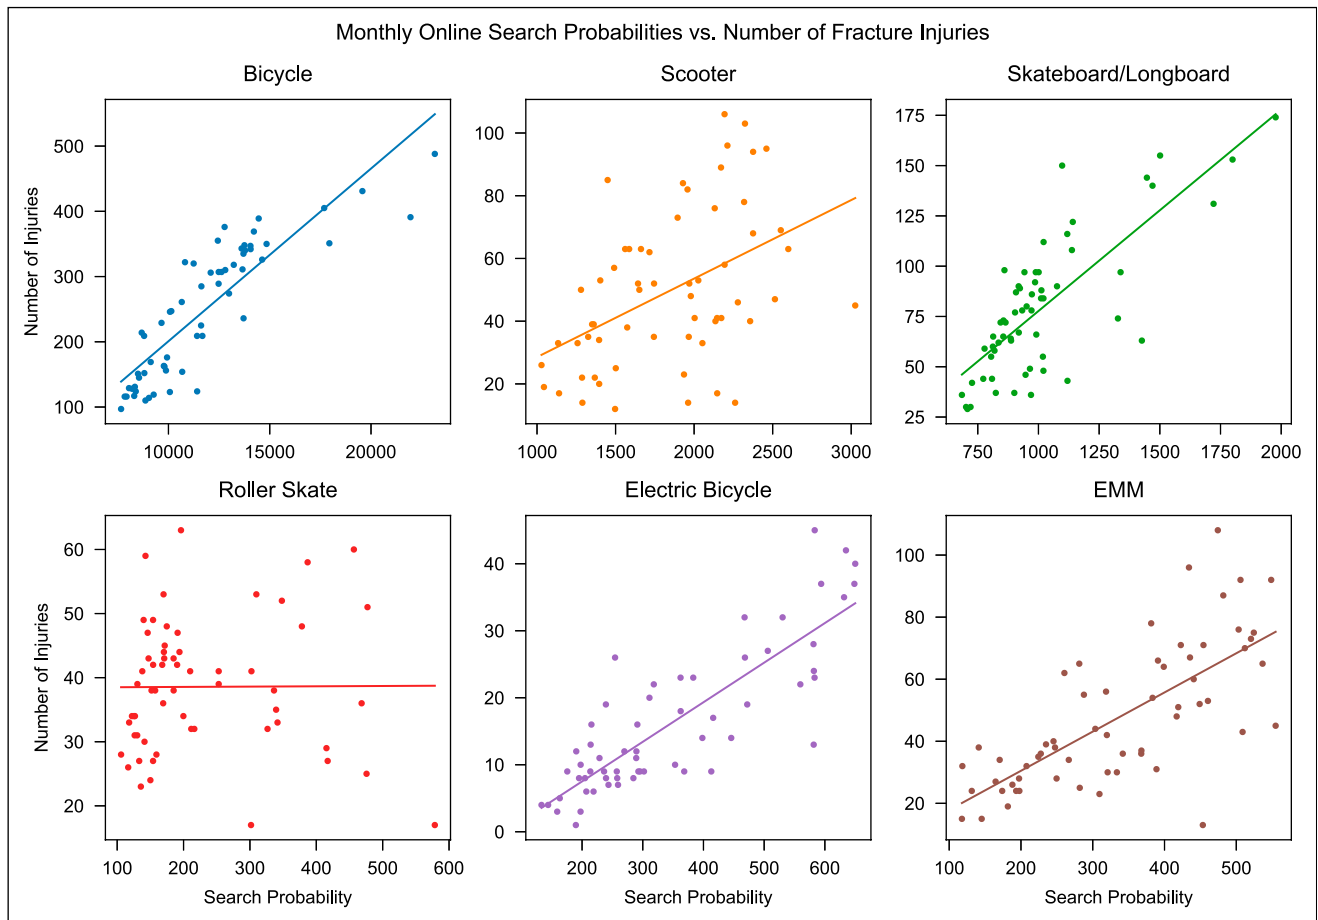 Monthly Online Search Probabilities vs. Number of Fracture Injuries
Bicycle
Scooter
Skateboard/Longboard
Number of Injuries
500
400
300
200
100
10000 15000 20000
100
80
60
40
20
1000 1500 2000 2500 3000
175
150
125
100
75
50
25
750 1000 1250 1500 1750 2000
Roller Skate
Electric Bicycle
EMM
Number of Injuries
60
50
40
30
20
100 200 300 400 500 600
Search Probability
40
30
20
10
0
200 300 400 500 600
Search Probability
100
80
60
40
20
100 200 300 400 500
Search Probability